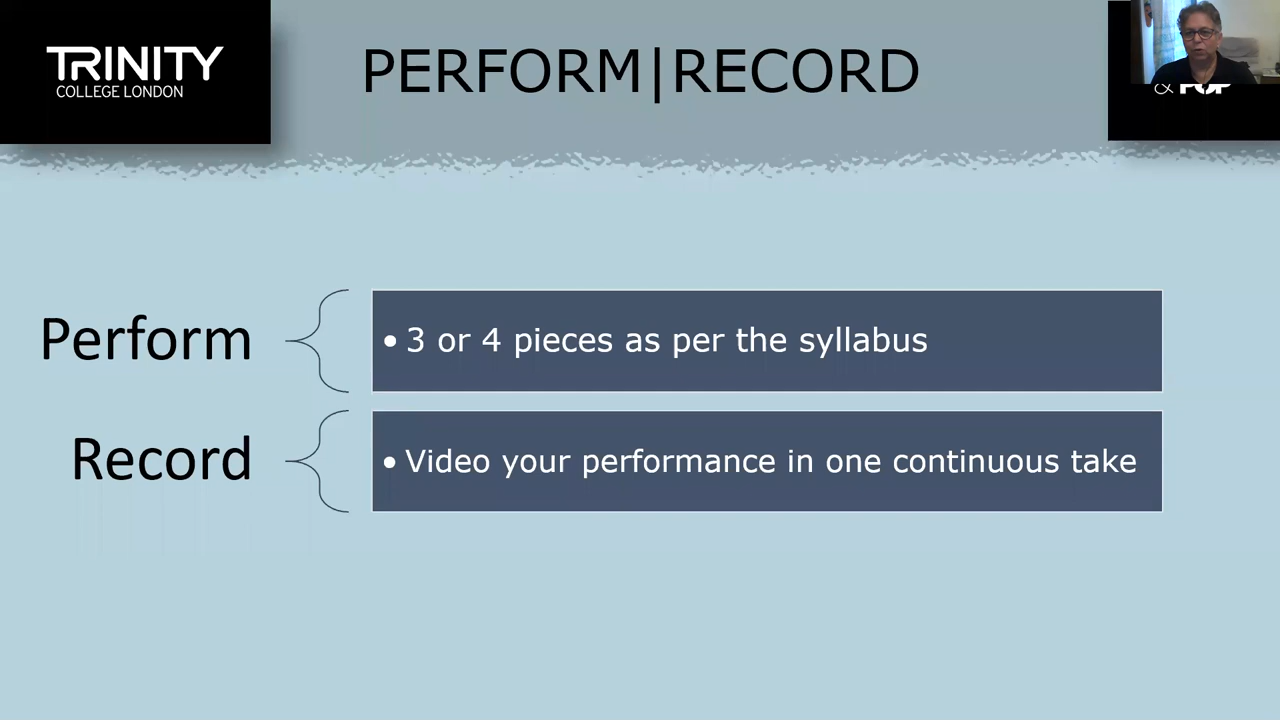 TRINITY
COLLEGE LONDON
PERFORM|RECORD
Perform
• 3 or 4 pieces as per the syllabus
Record
• Video your performance in one continuous take